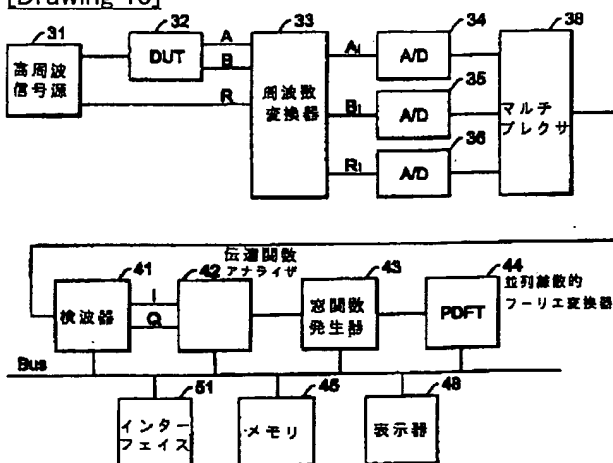 [Drawing 10]
31
高周波
信号源
32
DUT
A
B
R
33
周波数
変換器
A₁
B₁
R₁
34
A/D
35
A/D
36
A/D
38
マルチ
プレクサ
41
検波器
I
Q
42
伝達関数
アナライザ
43
窓関数
発生器
44
PDFT
並列離散的
フーリエ変換器
Bus
51
インター
フェイス
45
メモリ
48
表示器